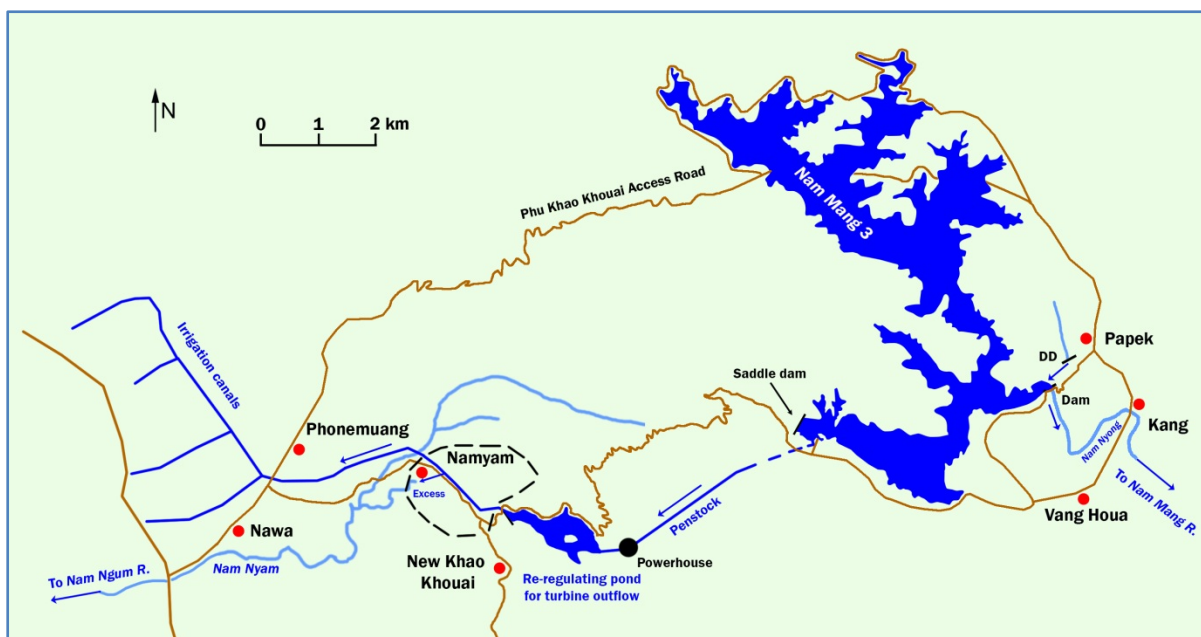 N
0 1 2 km
Phu Khao Khouai Access Road
Nam Mang 3
Papek
DD
Dam
Kang
Nam Nyong
To Nam Mang R.
Vang Houa
Saddle dam
Irrigation canals
Phonemuang
Namyam
Excess
Penstock
Nawa
Powerhouse
New Khao
Khouai
Re-regulating pond
for turbine outflow
Nam Nyam
To Nam Ngum R.